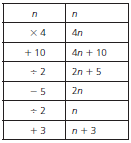 n n
× 4 4n
+ 10 4n + 10
÷ 2 2n + 5
− 5 2n
÷ 2 n
+ 3 n + 3